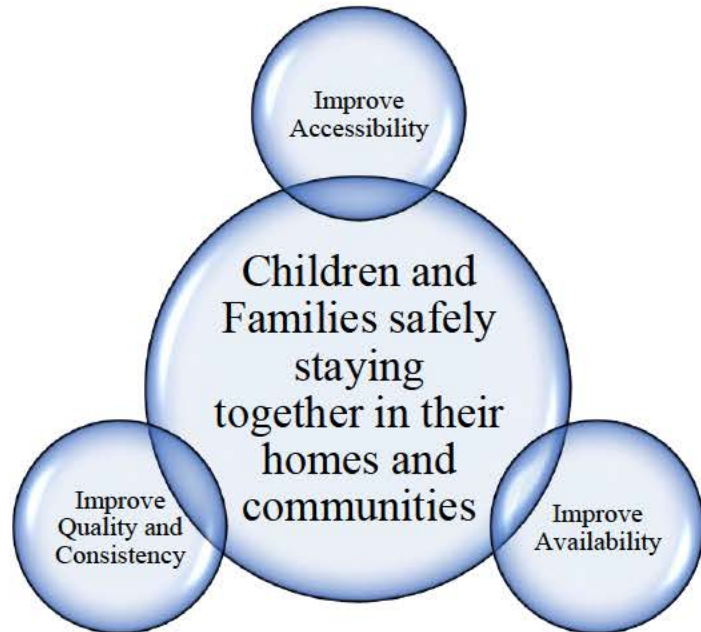 Improve
Accessibility
Children and
Families safely
staying
together in their
homes and
communities
Improve
Quality and
Consistency
Improve
Availability